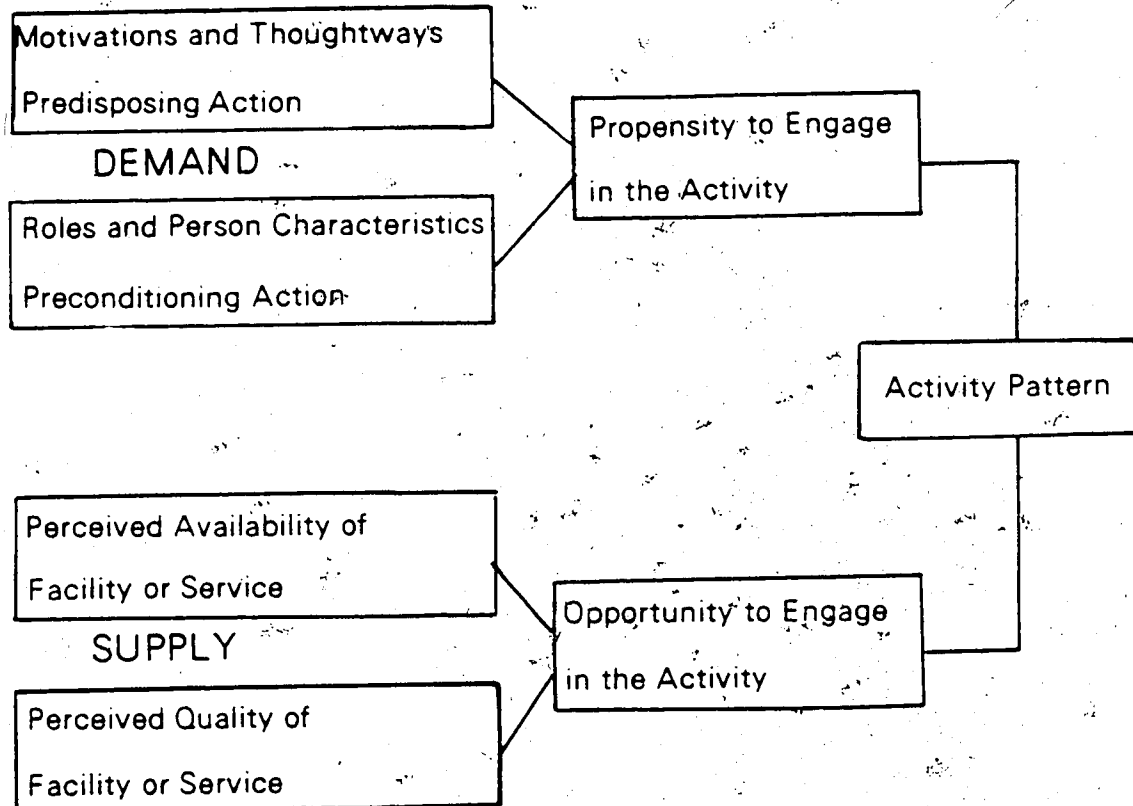 Motivations and Thoughtways
Predisposing Action
DEMAND
Roles and Person Characteristics
Preconditioning Action
Propensity to Engage
in the Activity
Activity Pattern
Perceived Availability of
Facility or Service
SUPPLY
Perceived Quality of
Facility or Service
Opportunity to Engage
in the Activity